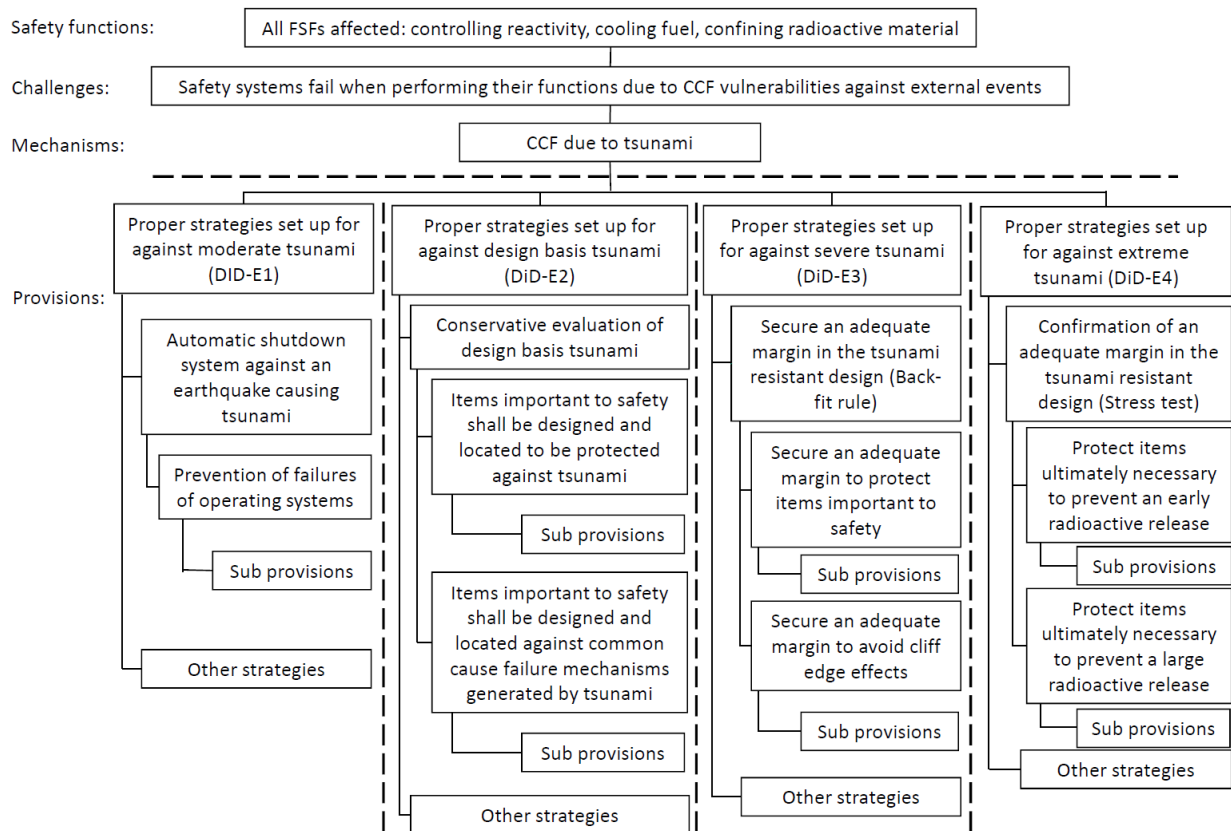 Safety functions:
All FSFs affected: controlling reactivity, cooling fuel, confining radioactive material
Challenges:
Safety systems fail when performing their functions due to CCF vulnerabilities against external events
Mechanisms:
CCF due to tsunami
Provisions:
Proper strategies set up for
against moderate tsunami
(DID-E1)
Automatic shutdown
system against an
earthquake causing
tsunami
Prevention of failures
of operating systems
Sub provisions
Other strategies
Proper strategies set up for
against design basis tsunami
(DiD-E2)
Conservative evaluation of
design basis tsunami
Items important to safety
shall be designed and
located to be protected
against tsunami
Sub provisions
Items important to safety
shall be designed and
located against common
cause failure mechanisms
generated by tsunami
Sub provisions
Other strategies
Proper strategies set up
for against severe tsunami
(DiD-E3)
Secure an adequate
margin in the tsunami
resistant design (Back-
fit rule)
Secure an adequate
margin to protect
items important to
safety
Sub provisions
Secure an adequate
margin to avoid cliff
edge effects
Sub provisions
Other strategies
Proper strategies set up
for against extreme
tsunami (DiD-E4)
Confirmation of an
adequate margin in the
tsunami resistant
design (Stress test)
Protect items
ultimately necessary
to prevent an early
radioactive release
Sub provisions
Protect items
ultimately necessary
to prevent a large
radioactive release
Sub provisions
Other strategies